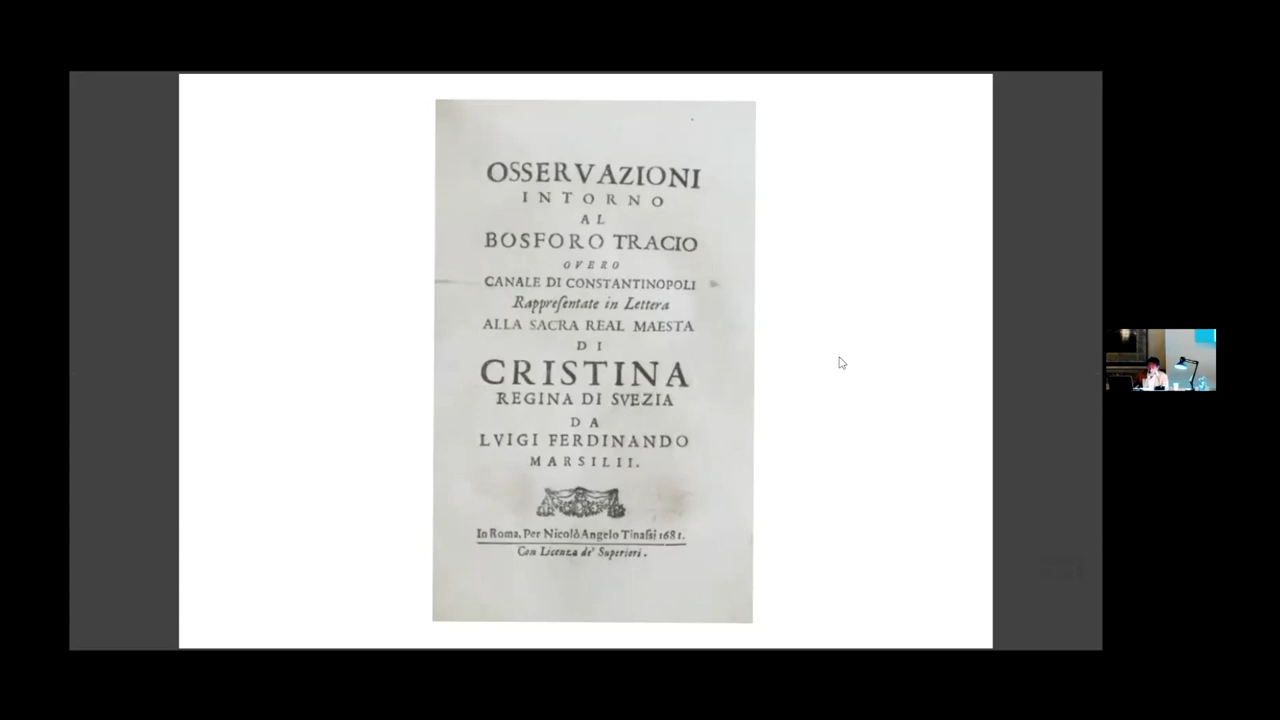 OSSERVAZIONI
INTORNO
AL
BOSFORO TRACIO
OVERO
CANALE DI CONSTANTINOPOLI
Rappreſentate in Lettera
ALLA SACRA REAL MAESTA
DI
CRISTINA
REGINA DI SVEZIA
DA
LVIGI FERDINANDO
MARSILII.
In Roma, Per Nicolò Angelo Tinaſsi 1681.
Con Licenza de' Superiori.